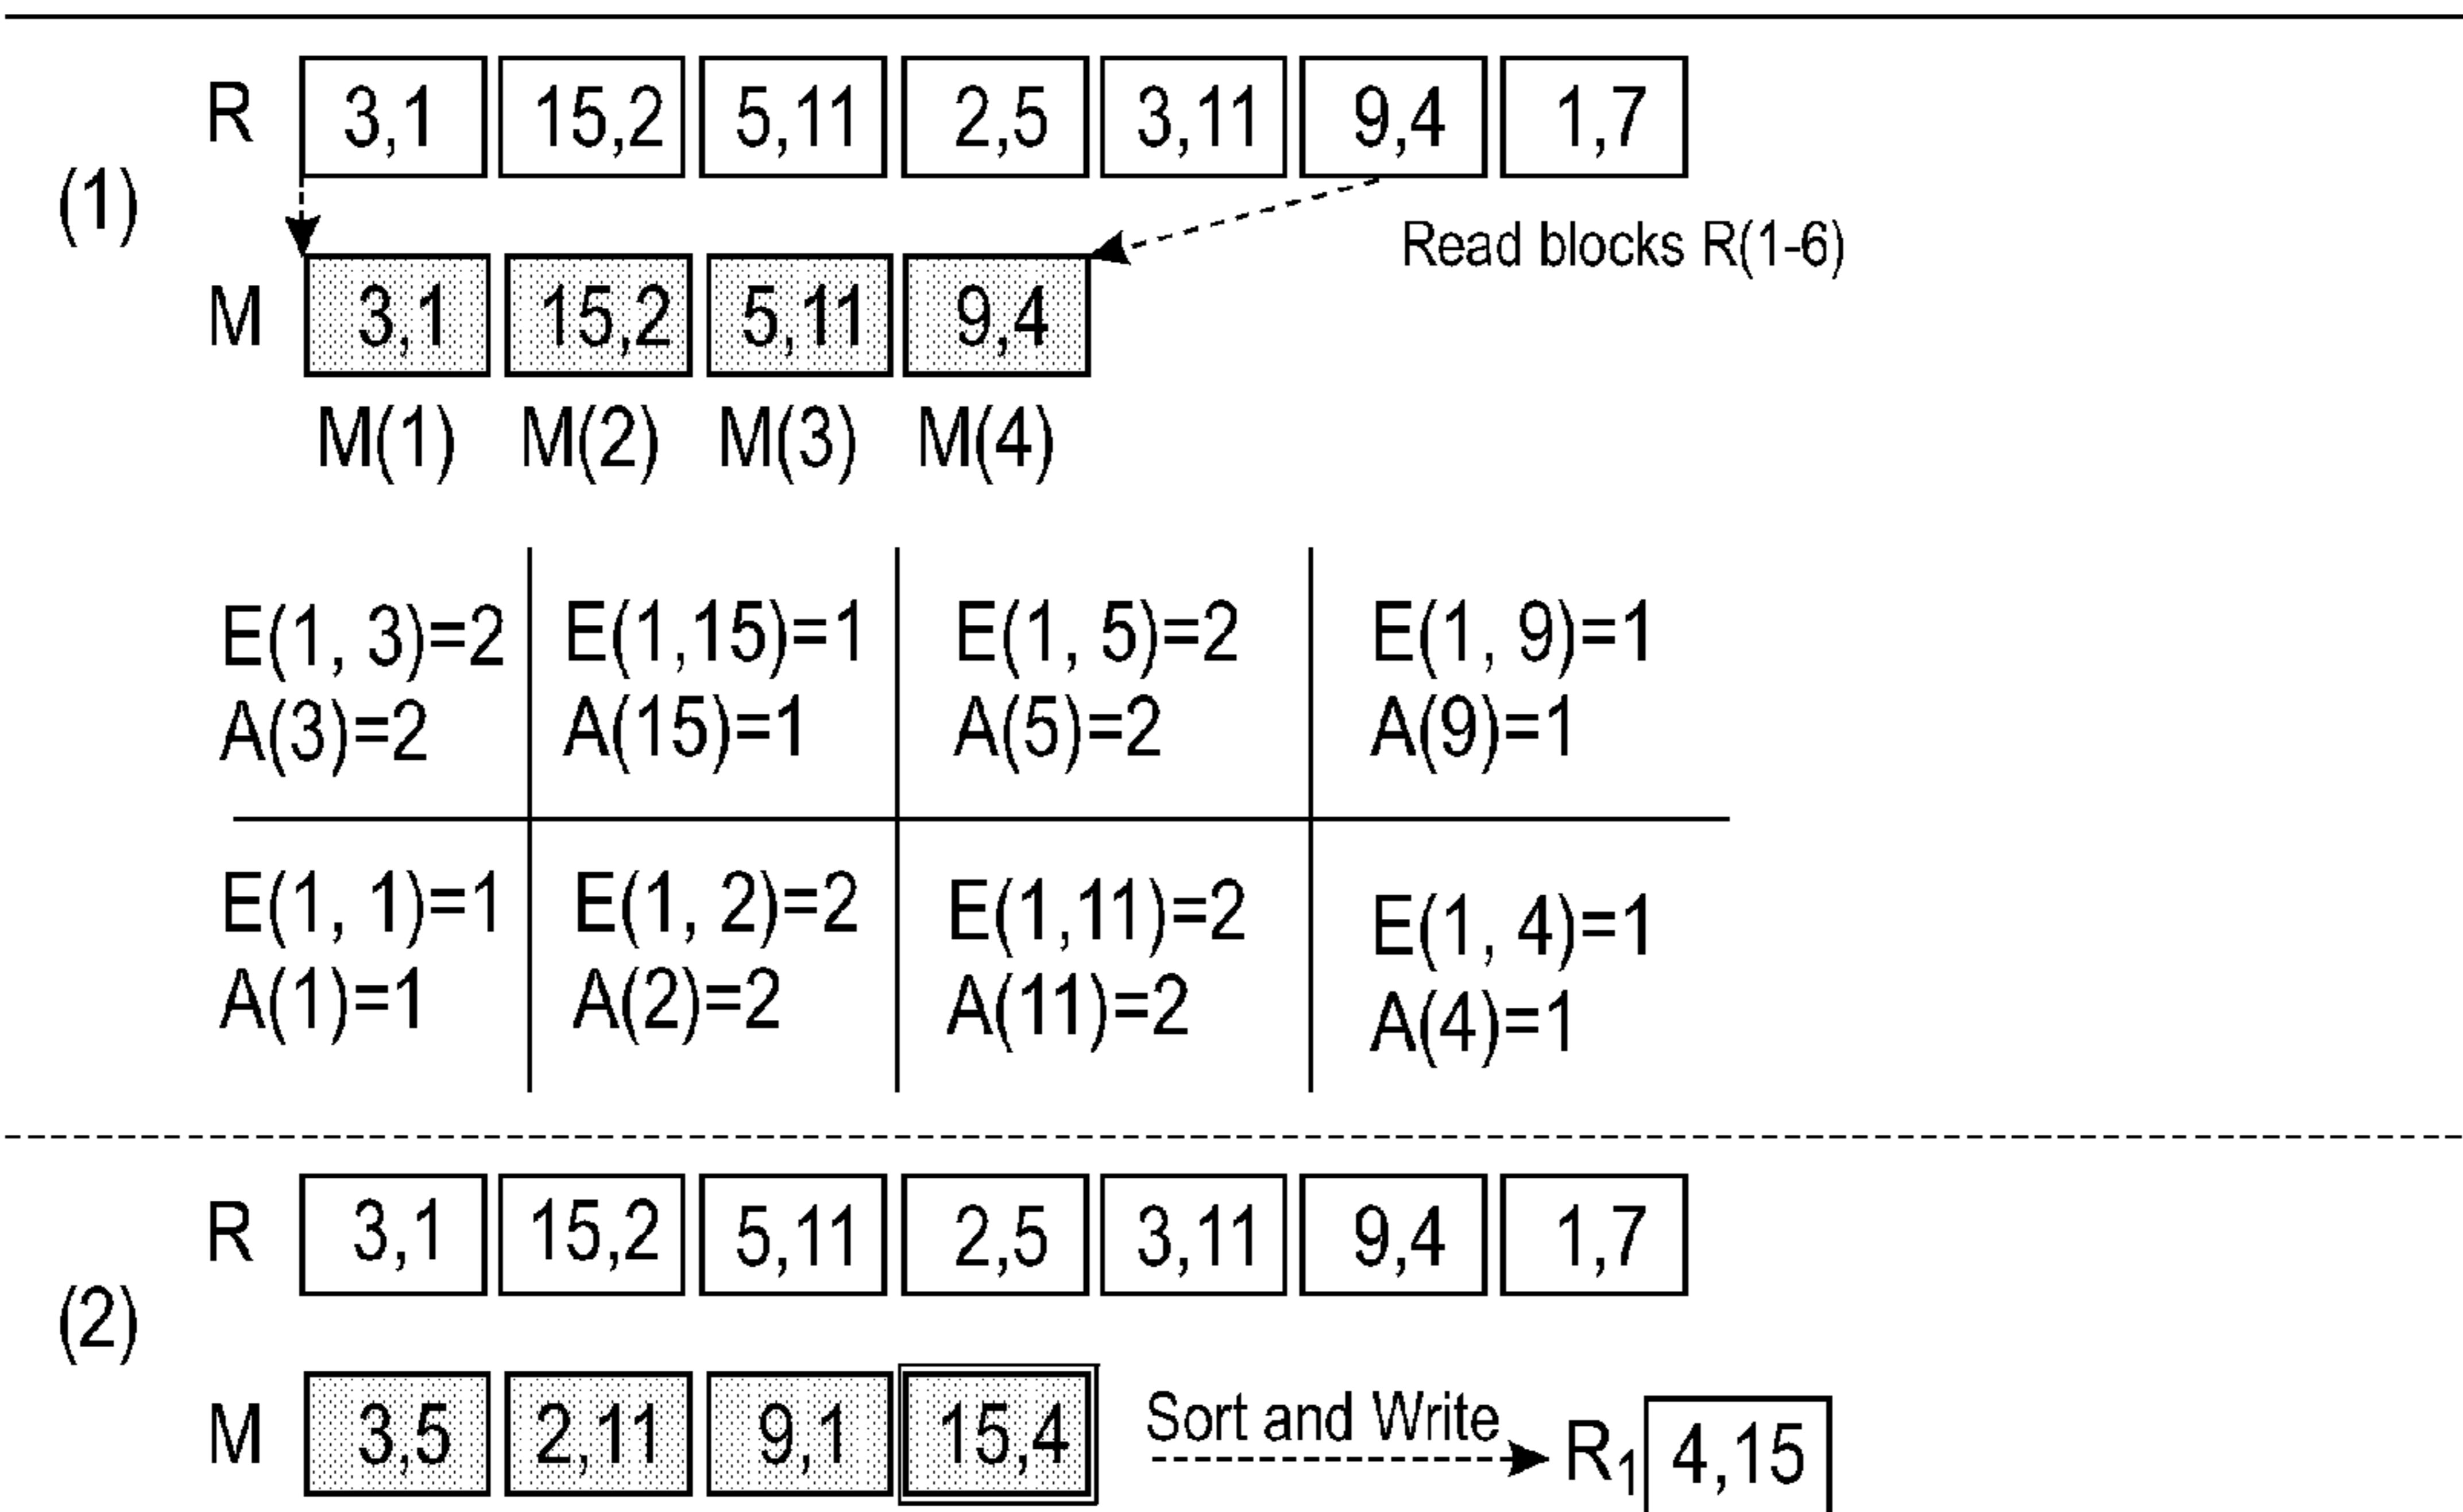 R 3,1 15,2 5,11 2,5 3,11 9,4 1,7
(1)
Read blocks R(1-6)
M 3,1 15,2 5,11 9,4
M(1) M(2) M(3) M(4)
E(1, 3)=2 E(1,15)=1 E(1, 5)=2 E(1, 9)=1
A(3)=2 A(15)=1 A(5)=2 A(9)=1
E(1, 1)=1 E(1, 2)=2 E(1,11)=2 E(1, 4)=1
A(1)=1 A(2)=2 A(11)=2 A(4)=1
R 3,1 15,2 5,11 2,5 3,11 9,4 1,7
(2)
M 3,5 2,11 9,1 15,4 Sort and Write R1 4,15